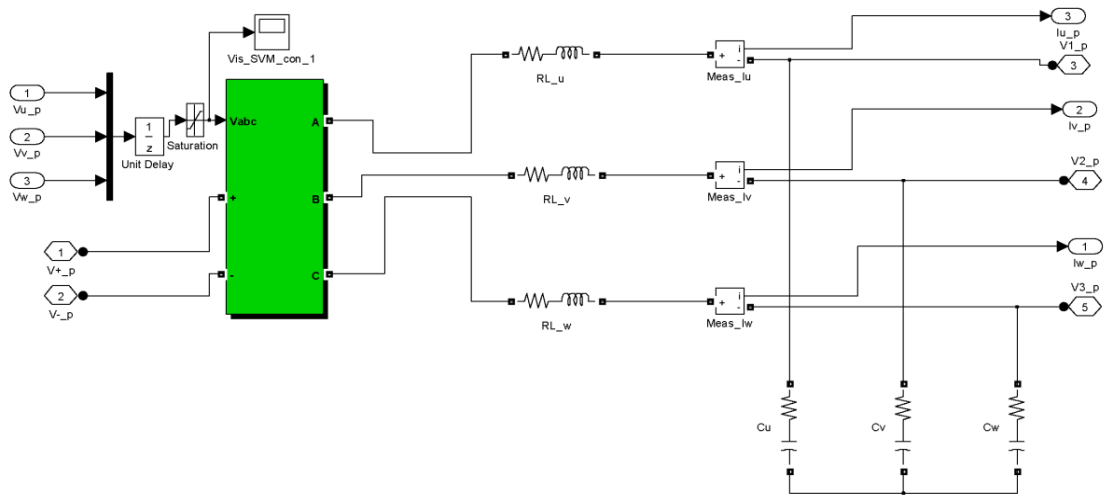 Vis_SVM_con_1
3
Iu_p
V1_p
3
RL_u
i
+
-
Meas_Iu
1
Vu_p
2
Vv_p
3
Vw_p
1
z
Unit Delay
Saturation
Vabc
A
B
C
+
-
2
Iv_p
V2_p
4
RL_v
i
+
-
Meas_Iv
1
V+_p
2
V-_p
1
Iw_p
V3_p
5
RL_w
i
+
-
Meas_Iw
Cu
Cv
Cw